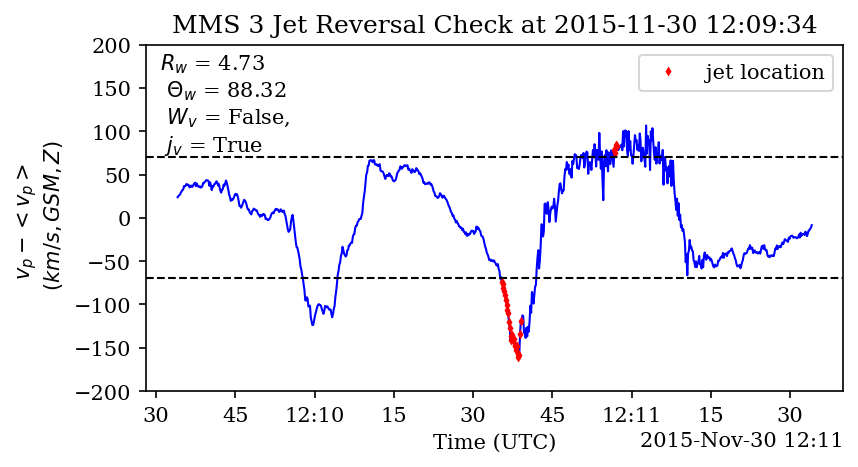 MMS 3 Jet Reversal Check at 2015-11-30 12:09:34
R_w = 4.73
Θ_w = 88.32
W_v = False,
j_v = True
jet location
200
150
100
50
0
−50
−100
−150
−200
v_p − < v_p >
(km/s, GSM, Z)
30 45 12:10 15 30 45 12:11 15 30
Time (UTC)
2015-Nov-30 12:11